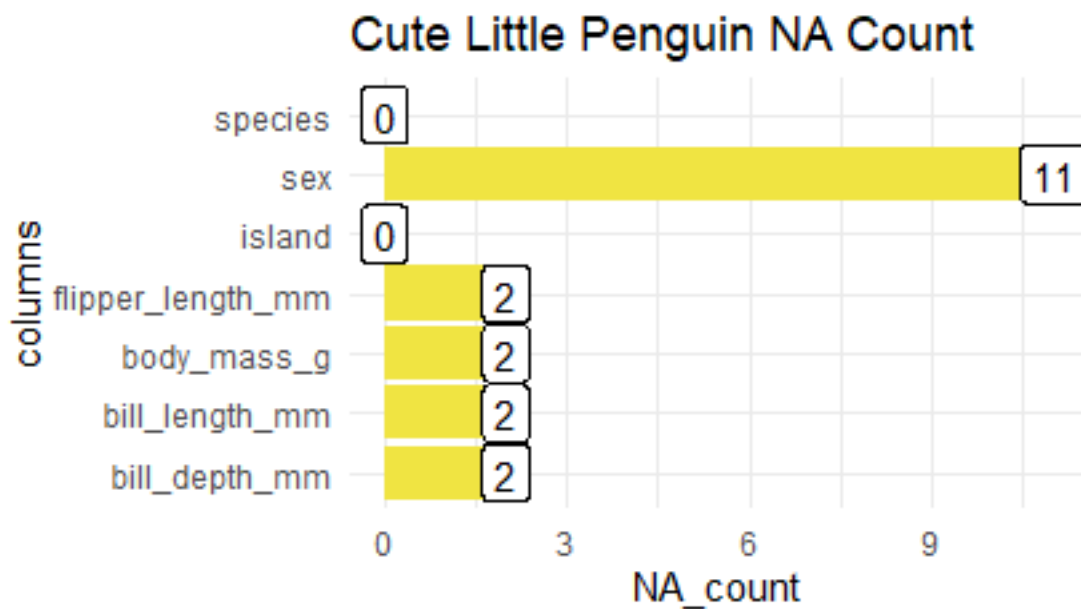 Cute Little Penguin NA Count
species 0
sex 11
island 0
flipper_length_mm 2
body_mass_g 2
bill_length_mm 2
bill_depth_mm 2
columns
0 3 6 9
NA_count